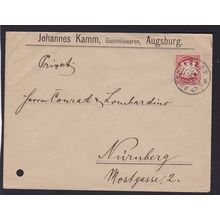 Johannes Kamm, Gummiwaaren, Augsburg.
Privat
Herrn Conrad & Lombardino
Nürnberg
Mostgasse, 2.